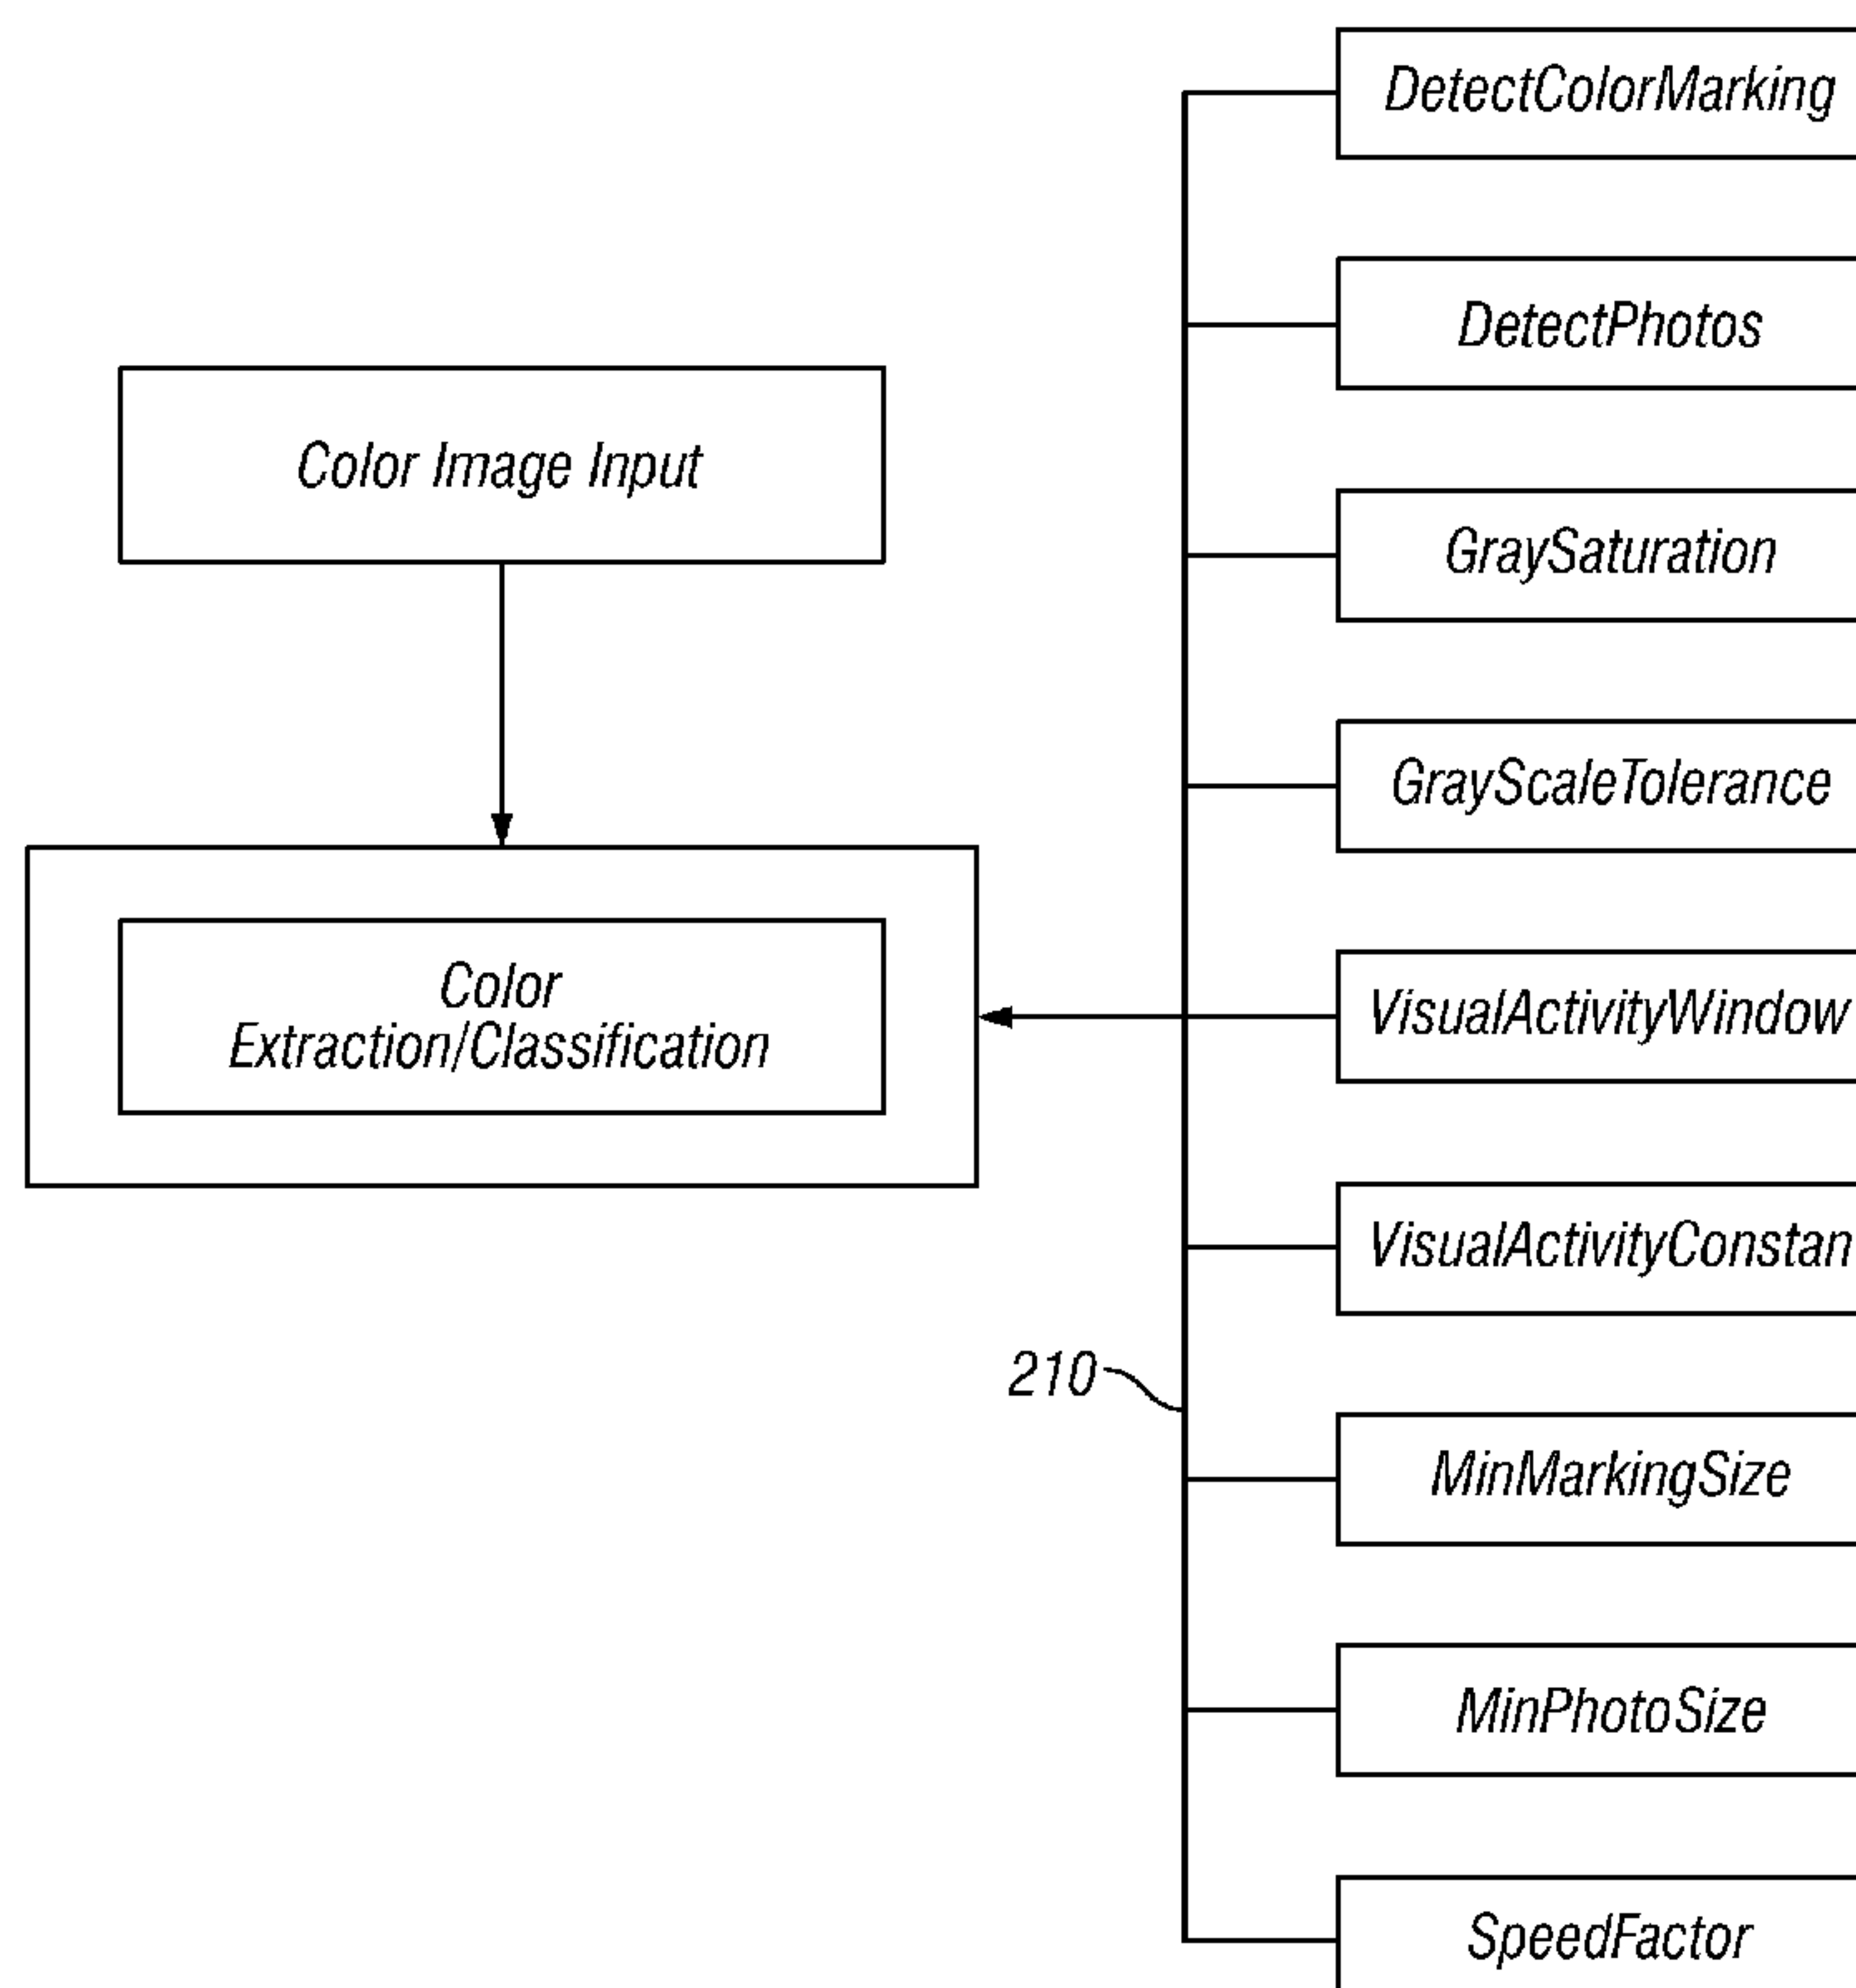 DetectColorMarking
DetectPhotos
Color Image Input
GraySaturation
GrayScaleTolerance
Color
Extraction/Classification
VisualActivityWindow
VisualActivityConstan
210
MinMarkingSize
MinPhotoSize
SpeedFactor